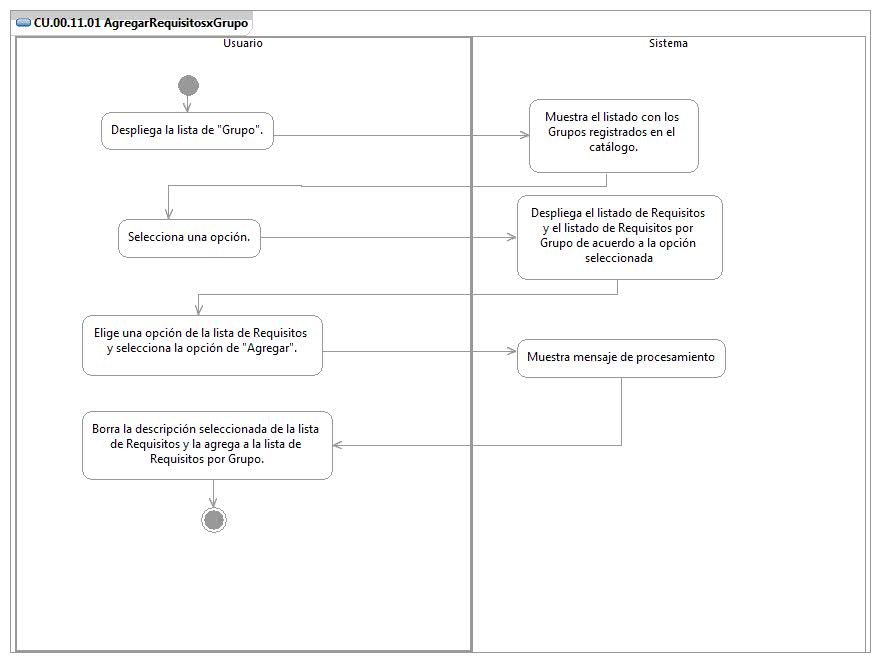 CU.00.11.01 AgregarRequisitosxGrupo
Usuario
Sistema
Despliega la lista de "Grupo".
Muestra el listado con los
Grupos registrados en el
catálogo.
Selecciona una opción.
Despliega el listado de Requisitos
y el listado de Requisitos por
Grupo de acuerdo a la opción
seleccionada
Elige una opción de la lista de Requisitos
y selecciona la opción de "Agregar".
Muestra mensaje de procesamiento
Borra la descripción seleccionada de la lista
de Requisitos y la agrega a la lista de
Requisitos por Grupo.